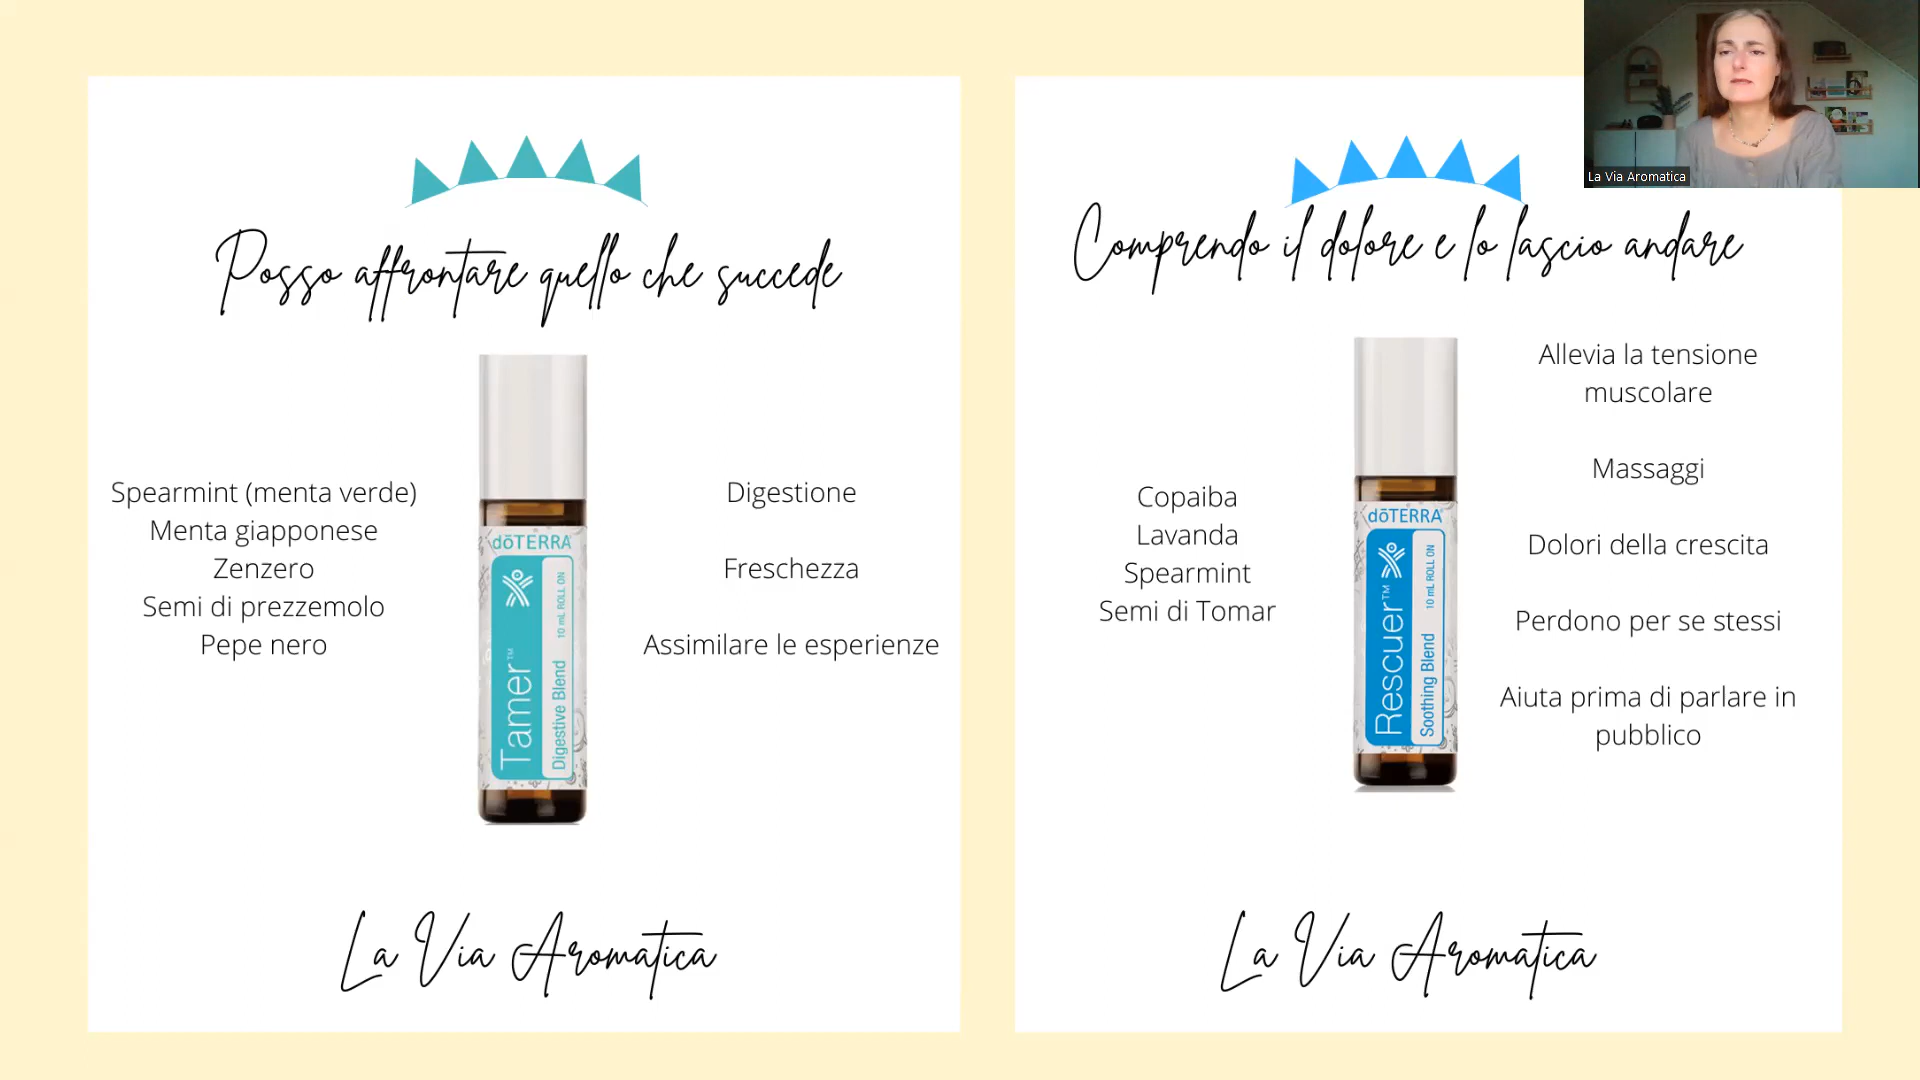 La Via Aromatica
Posso affrontare quello che succede
Spearmint (menta verde)
Menta giapponese
Zenzero
Semi di prezzemolo
Pepe nero
dōTERRA
Tamer™
Digestive Blend
10 mL ROLL ON
Digestione
Freschezza
Assimilare le esperienze
La Via Aromatica
Comprendo il dolore e lo lascio andare
Copaiba
Lavanda
Spearmint
Semi di Tomar
dōTERRA
Rescuer™
Soothing Blend
10 mL ROLL ON
Allevia la tensione
muscolare
Massaggi
Dolori della crescita
Perdono per se stessi
Aiuta prima di parlare in
pubblico
La Via Aromatica